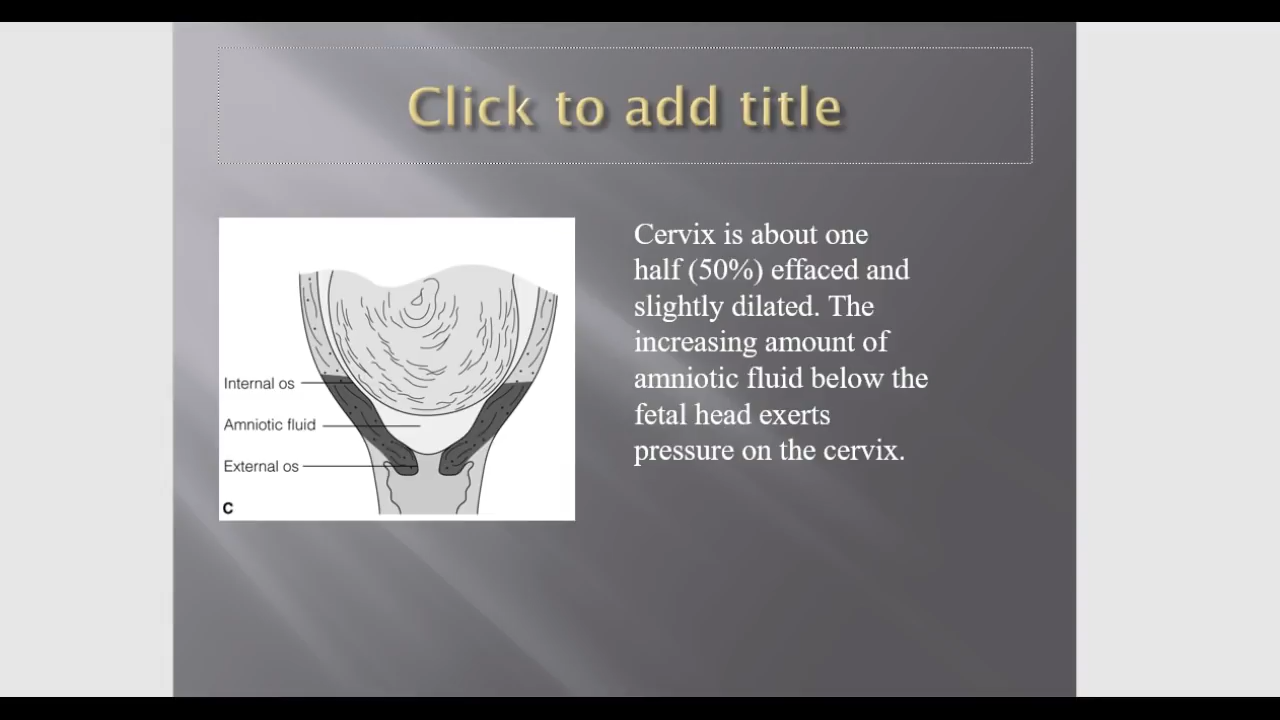 Click to add title
Cervix is about one
half (50%) effaced and
slightly dilated. The
increasing amount of
amniotic fluid below the
fetal head exerts
pressure on the cervix.
Internal os
Amniotic fluid
External os
C